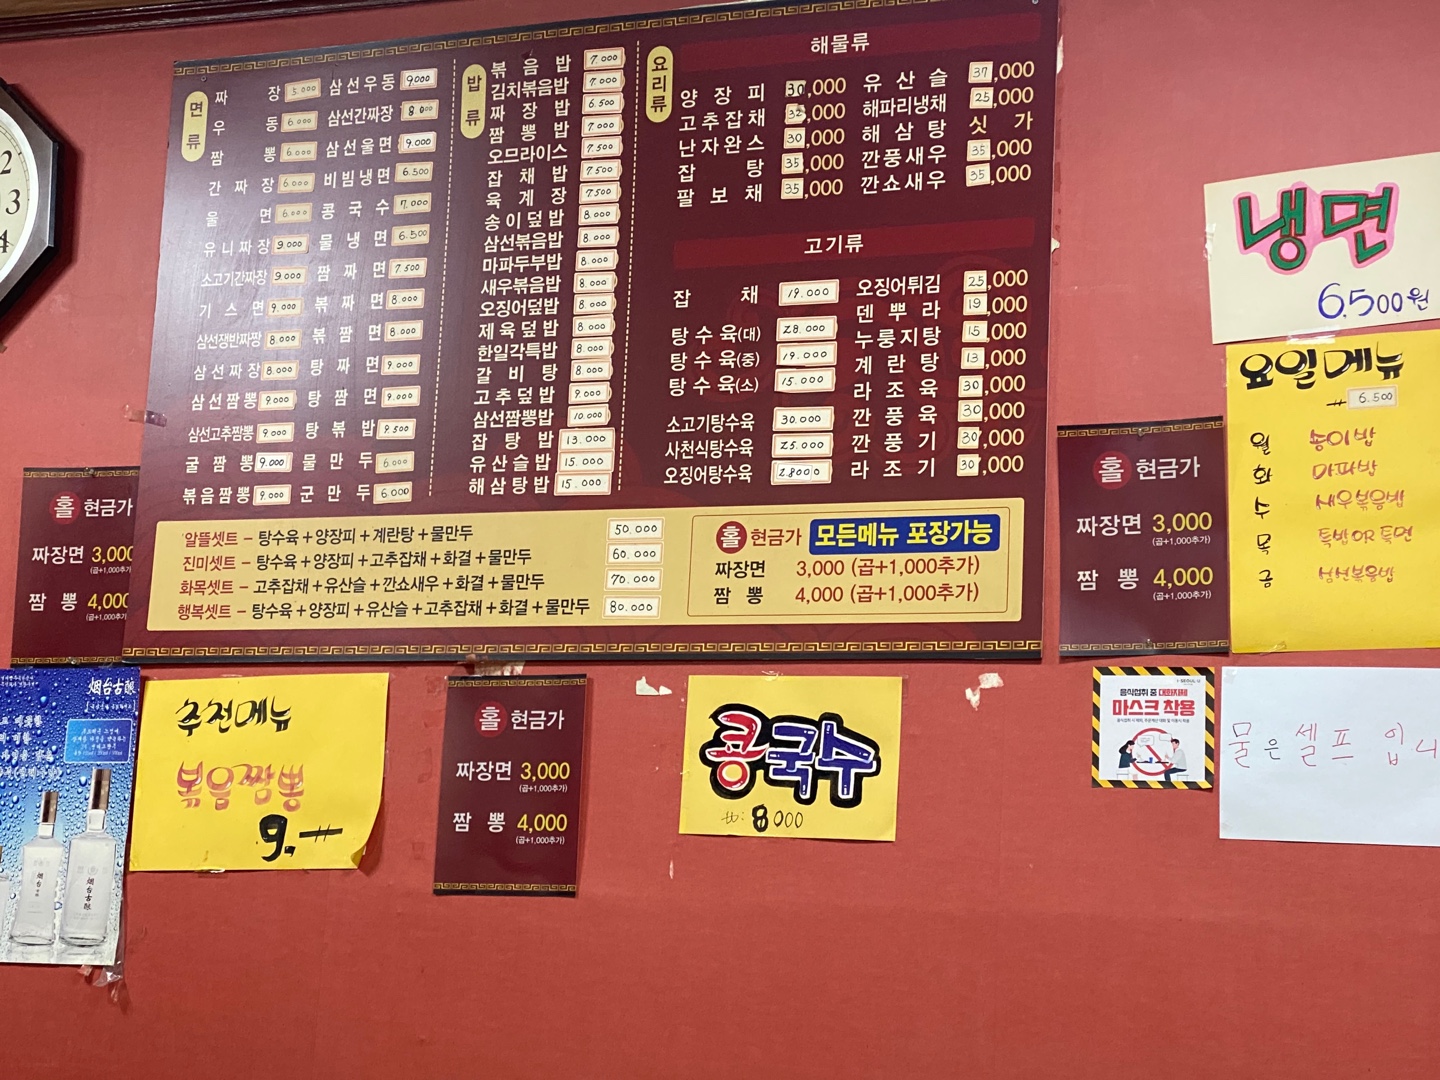 면류
짜 장 5.000 삼선우동 9.000
우 동 6.000 삼선간짜장 8.000
짬 뽕 6.000 삼선울면 9.000
간짜장 6.000 비빔냉면 6.500
울 면 6.000 콩국수 7.000
유니짜장 9.000 물냉면 6.500
소고기간짜장 9.000 짬짜면 7.500
기스면 9.000 볶짜면 8.000
삼선쟁반짜짱 8.000 볶짬면 8.000
삼선짜장 8.000 탕짜면 9.000
삼선짬뽕 9.000 탕짬면 9.000
삼선고추짬뽕 9.000 탕볶밥 9.500
굴짬뽕 9.000 물만두 6.000
볶음짬뽕 9.000 군만두 6.000
밥류
볶음밥 7.000
김치볶음밥 7.000
짜장밥 6.500
짬뽕밥 7.000
오므라이스 7.500
잡채밥 7.500
육계장 7.500
송이덮밥 8.000
삼선볶음밥 8.000
마파두부밥 8.000
새우볶음밥 8.000
오징어덮밥 8.000
제육덮밥 8.000
한일각특밥 8.000
갈비탕 8.000
고추덮밥 9.000
삼선짬뽕밥 10.000
잡탕밥 13.000
유산슬밥 15.000
해삼탕밥 15.000
요리류
해물류
양장피 30,000 유산슬 37,000
고추잡채 32,000 해파리냉채 25,000
난자완스 30,000 해삼탕 싯가
잡 탕 35,000 깐풍새우 35,000
팔보채 35,000 깐쇼새우 35,000
고기류
잡 채 19.000 오징어튀김 25,000
탕수육(대) 28.000 덴뿌라 19,000
탕수육(중) 19.000 누룽지탕 15,000
탕수육(소) 15.000 계란탕 13,000
라조육 30,000
소고기탕수육 30.000 깐풍육 30,000
사천식탕수육 25.000 깐풍기 30,000
오징어탕수육 28000 라조기 30,000
알뜰셋트 - 탕수육+양장피+계란탕+물만두 50.000
진미셋트 - 탕수육+양장피+고추잡채+화결+물만두 60.000
화목셋트 - 고추잡채+유산슬+깐쇼새우+화결+물만두 70.000
행복셋트 - 탕수육+양장피+유산슬+고추잡채+화결+물만두 80.000
홀 현금가 모든메뉴 포장가능
짜장면 3,000 (곱+1,000추가)
짬 뽕 4,000 (곱+1,000추가)
냉면
6.500원
요일메뉴
6.500
월 송이밥
화 마파밥
수 새우볶음밥
목 특밥OR특면
금 삼선볶음밥
홀 현금가
짜장면 3,000
(곱+1,000추가)
짬 뽕 4,000
(곱+1,000추가)
홀 현금가
짜장면 3,000
(곱+1,000추가)
짬 뽕 4,000
(곱+1,000추가)
烟台古酿
추천메뉴
볶음짬뽕
9.
홀 현금가
짜장면 3,000
(곱+1,000추가)
짬 뽕 4,000
(곱+1,000추가)
콩국수
8000
음식섭취 중 대화자제
마스크 착용
물은 셀프 입니
烟台古酿
2
3
4